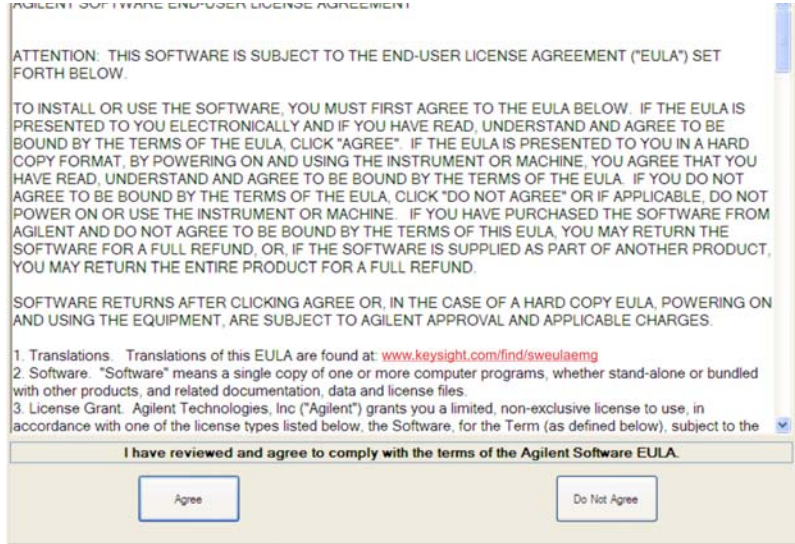 AGILENT SOFTWARE END-USER LICENSE AGREEMENT
ATTENTION:  THIS SOFTWARE IS SUBJECT TO THE END-USER LICENSE AGREEMENT ("EULA") SET
FORTH BELOW.
TO INSTALL OR USE THE SOFTWARE, YOU MUST FIRST AGREE TO THE EULA BELOW.  IF THE EULA IS
PRESENTED TO YOU ELECTRONICALLY AND IF YOU HAVE READ, UNDERSTAND AND AGREE TO BE
BOUND BY THE TERMS OF THE EULA, CLICK "AGREE".  IF THE EULA IS PRESENTED TO YOU IN A HARD
COPY FORMAT, BY POWERING ON AND USING THE INSTRUMENT OR MACHINE, YOU AGREE THAT YOU
HAVE READ, UNDERSTAND AND AGREE TO BE BOUND BY THE TERMS OF THE EULA.  IF YOU DO NOT
AGREE TO BE BOUND BY THE TERMS OF THE EULA, CLICK "DO NOT AGREE" OR IF APPLICABLE, DO NOT
POWER ON OR USE THE INSTRUMENT OR MACHINE.   IF YOU HAVE PURCHASED THE SOFTWARE FROM
AGILENT AND DO NOT AGREE TO BE BOUND BY THE TERMS OF THIS EULA, YOU MAY RETURN THE
SOFTWARE FOR A FULL REFUND, OR, IF THE SOFTWARE IS SUPPLIED AS PART OF ANOTHER PRODUCT,
YOU MAY RETURN THE ENTIRE PRODUCT FOR A FULL REFUND.
SOFTWARE RETURNS AFTER CLICKING AGREE OR, IN THE CASE OF A HARD COPY EULA, POWERING ON
AND USING THE EQUIPMENT, ARE SUBJECT TO AGILENT APPROVAL AND APPLICABLE CHARGES.
1. Translations.   Translations of this EULA are found at: www.keysight.com/find/sweulaemg
2. Software.  "Software" means a single copy of one or more computer programs, whether stand-alone or bundled
with other products, and related documentation, data and license files.
3. License Grant.  Agilent Technologies, Inc ("Agilent") grants you a limited, non-exclusive license to use, in
accordance with one of the license types listed below, the Software, for the Term (as defined below), subject to the
I have reviewed and agree to comply with the terms of the Agilent Software EULA.
Agree
Do Not Agree